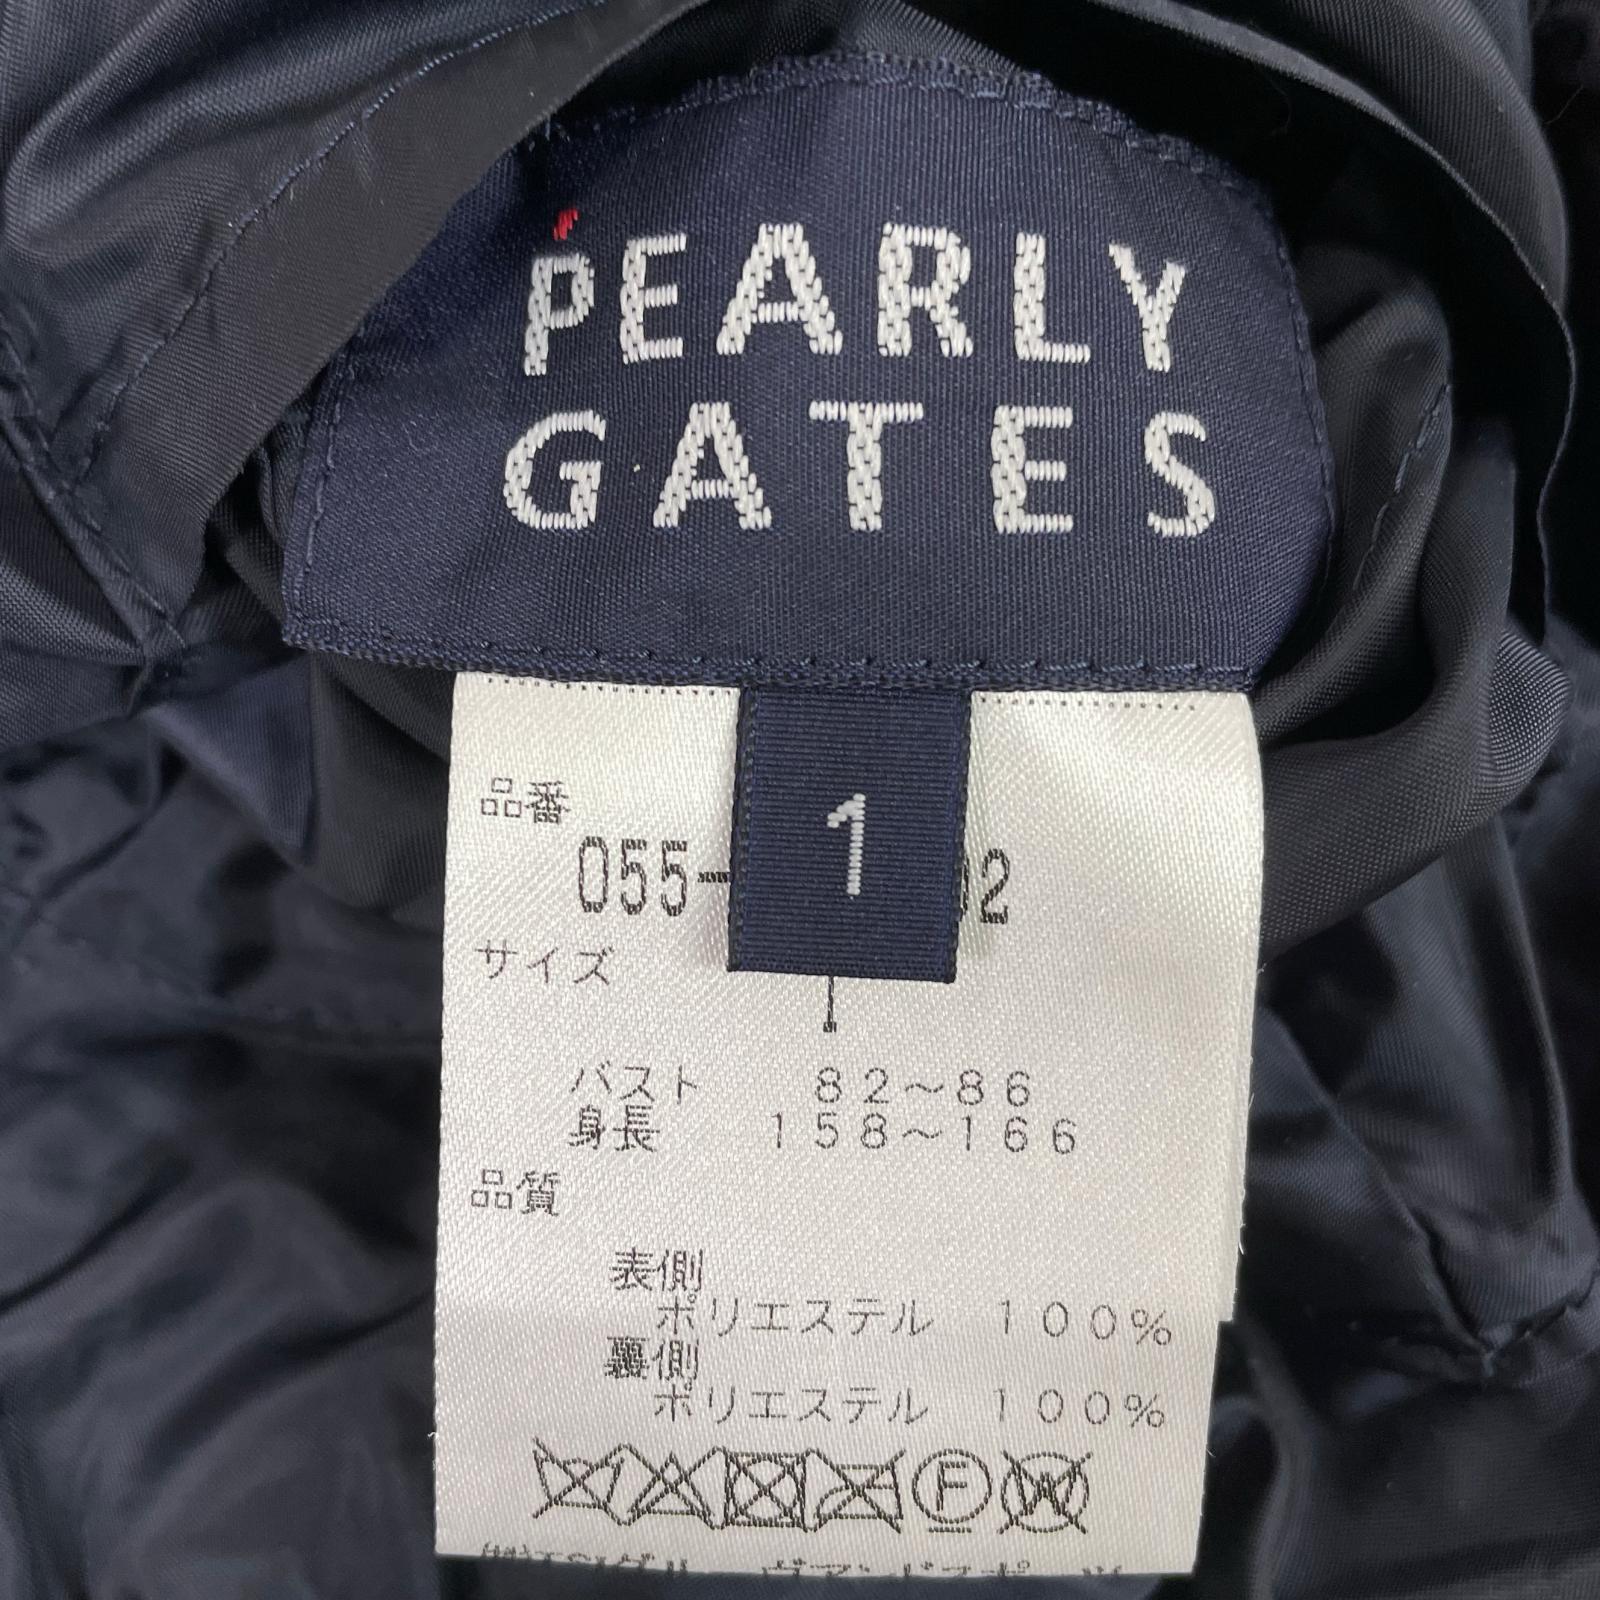 PEARLY
GATES
1
品番
055- 02
サイズ
1
バスト 82～86
身長 158～166
品質
表側
ポリエステル 100%
裏側
ポリエステル 100%
F
W